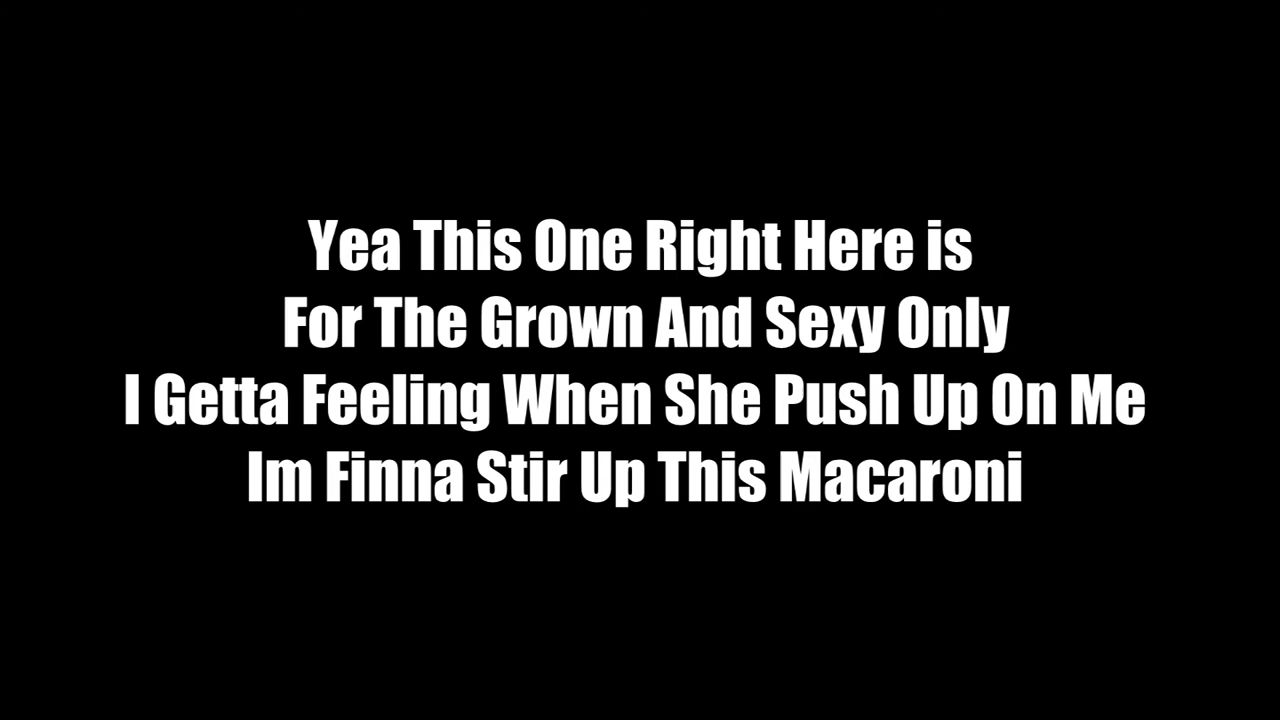 Yea This One Right Here is
For The Grown And Sexy Only
I Getta Feeling When She Push Up On Me
Im Finna Stir Up This Macaroni